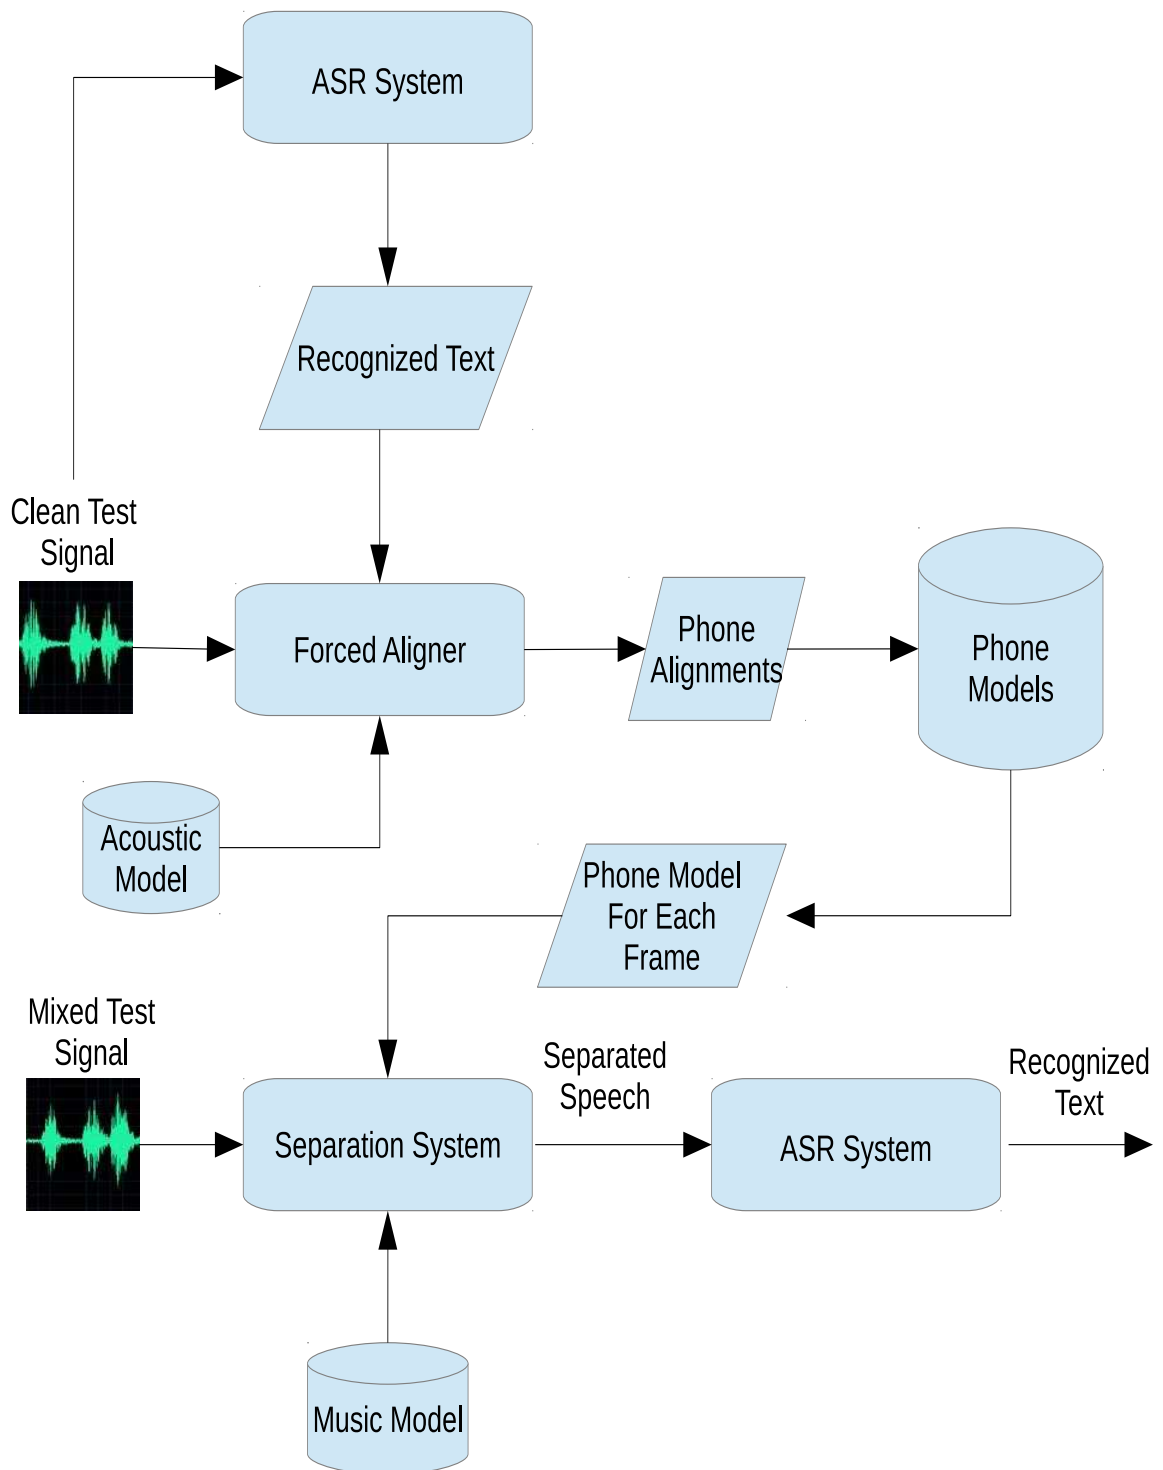 ASR System
Recognized Text
Clean Test
Signal
Forced Aligner
Phone
Alignments
Phone
Models
Acoustic
Model
Phone Model
For Each
Frame
Mixed Test
Signal
Separation System
Separated
Speech
ASR System
Recognized
Text
Music Model